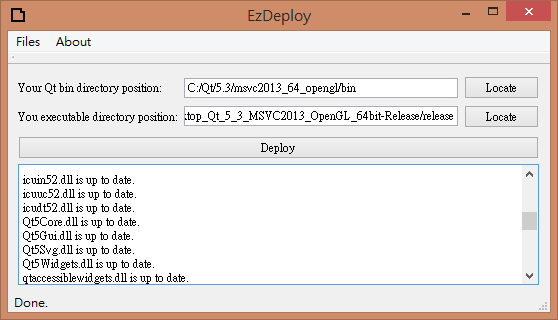 EzDeploy
Files About
Your Qt bin directory position: C:/Qt/5.3/msvc2013_64_opengl/bin Locate
You executable directory position: ktop_Qt_5_3_MSVC2013_OpenGL_64bit-Release/release Locate
Deploy
icuin52.dll is up to date.
icuuc52.dll is up to date.
icudt52.dll is up to date.
Qt5Core.dll is up to date.
Qt5Gui.dll is up to date.
Qt5Svg.dll is up to date.
Qt5Widgets.dll is up to date.
qtaccessiblewidgets.dll is up to date.
Done.